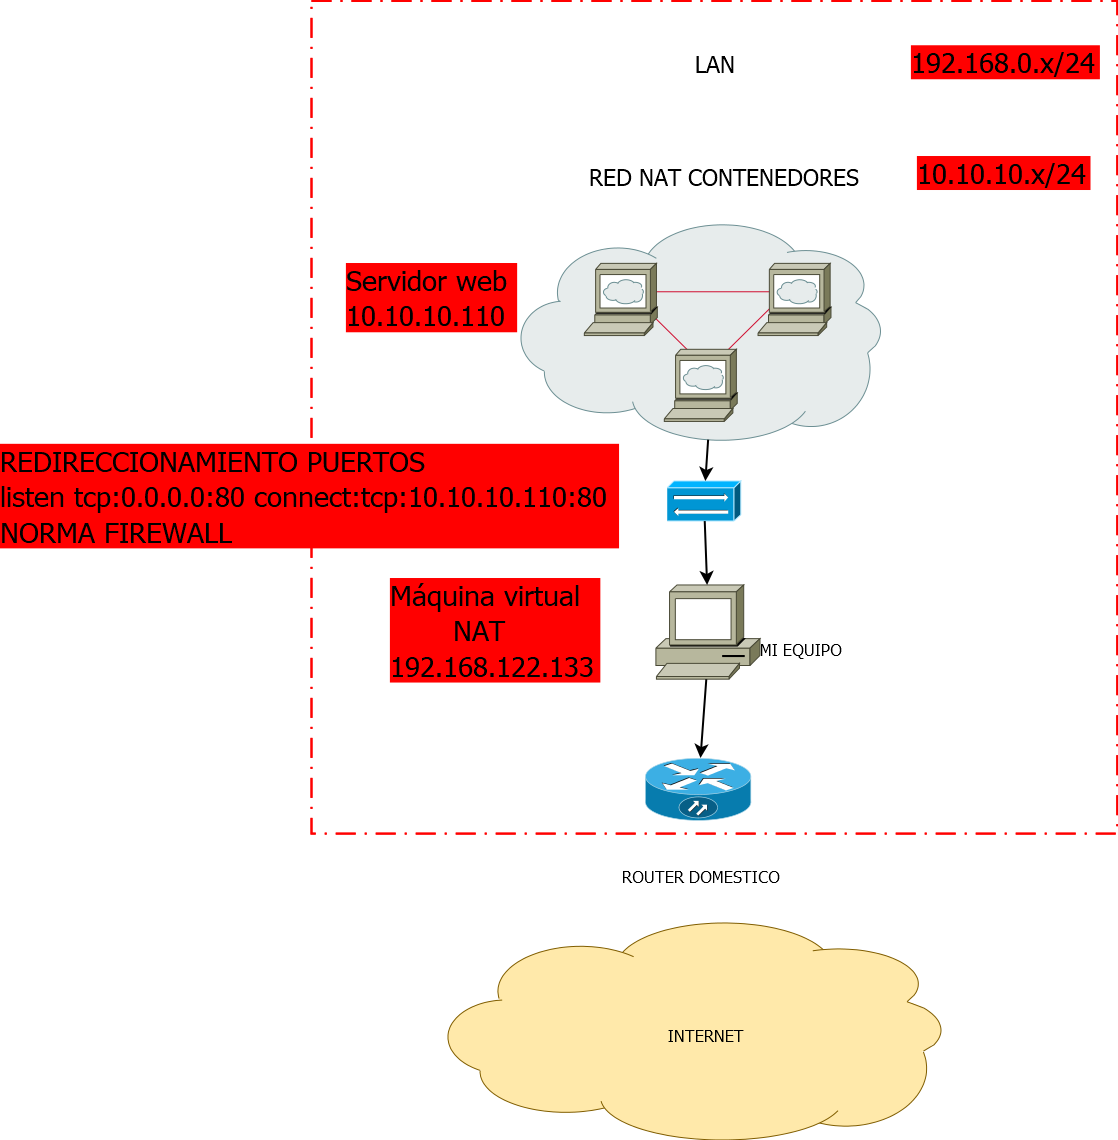 LAN
192.168.0.x/24
RED NAT CONTENEDORES
10.10.10.x/24
Servidor web
10.10.10.110
REDIRECCIONAMIENTO PUERTOS
listen tcp:0.0.0.0:80 connect:tcp:10.10.10.110:80
NORMA FIREWALL
Máquina virtual
NAT
192.168.122.133
MI EQUIPO
ROUTER DOMESTICO
INTERNET